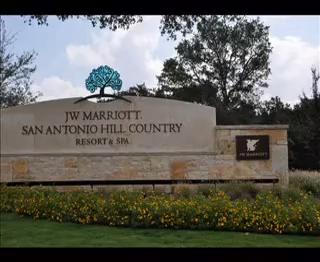 JW MARRIOTT.
SAN ANTONIO HILL COUNTRY
RESORT & SPA
JW MARRIOTT